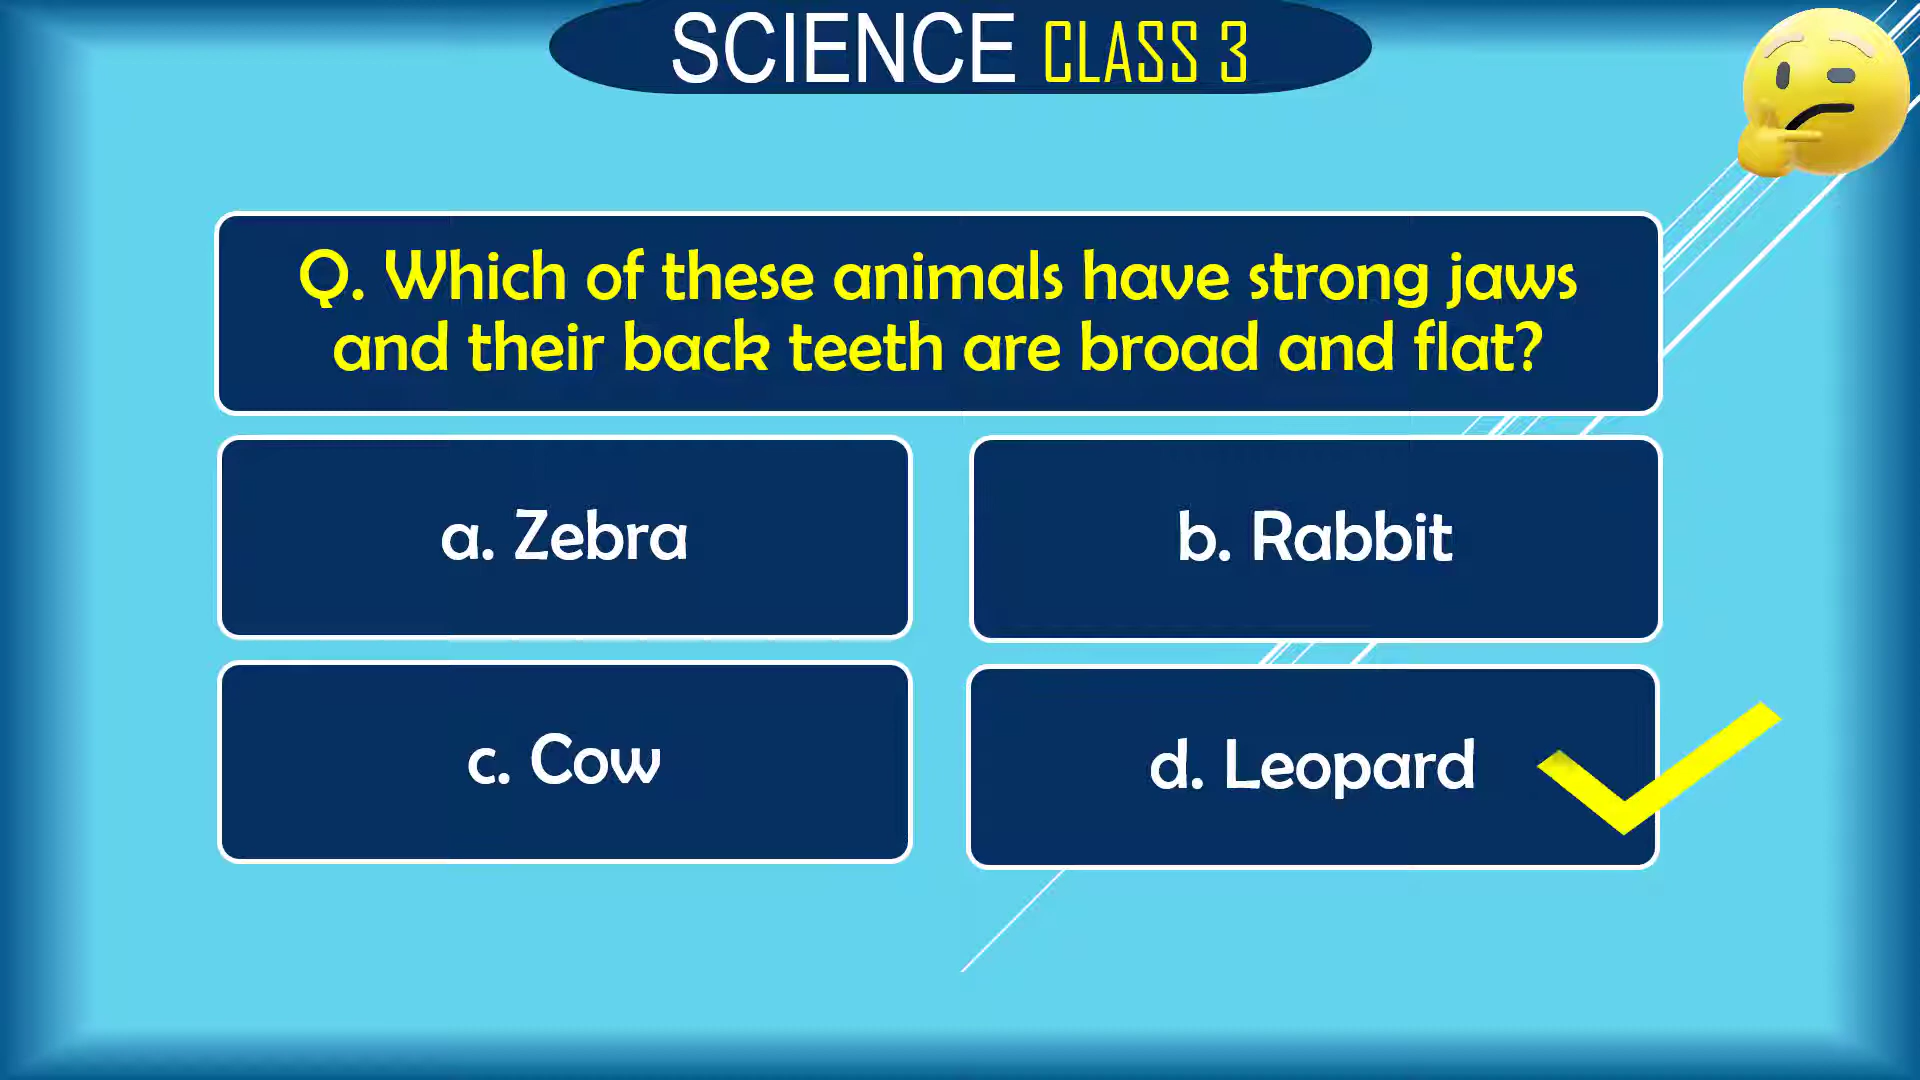 SCIENCE CLASS 3
Q. Which of these animals have strong jaws
and their back teeth are broad and flat?
a. Zebra
b. Rabbit
c. Cow
d. Leopard